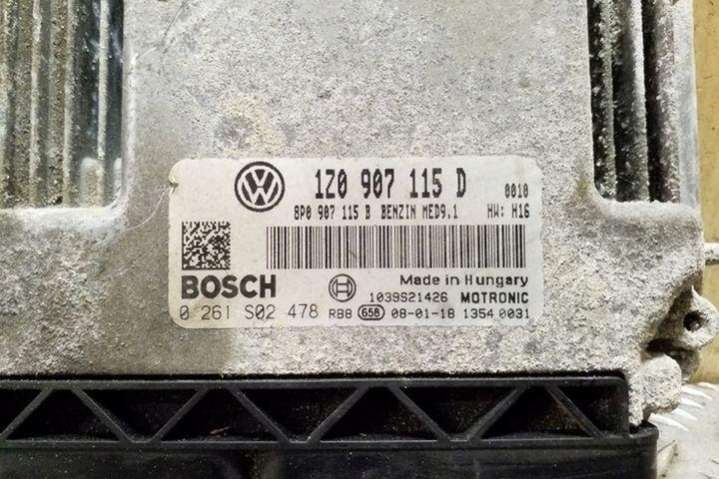 1Z0 907 115 D 0010
8P0 907 115 B BENZIN MED9.1 HW: H16
BOSCH
Made in Hungary
1039S21426 MOTRONIC
0 261 S02 478 RBB 658 08-01-18 1354 0031